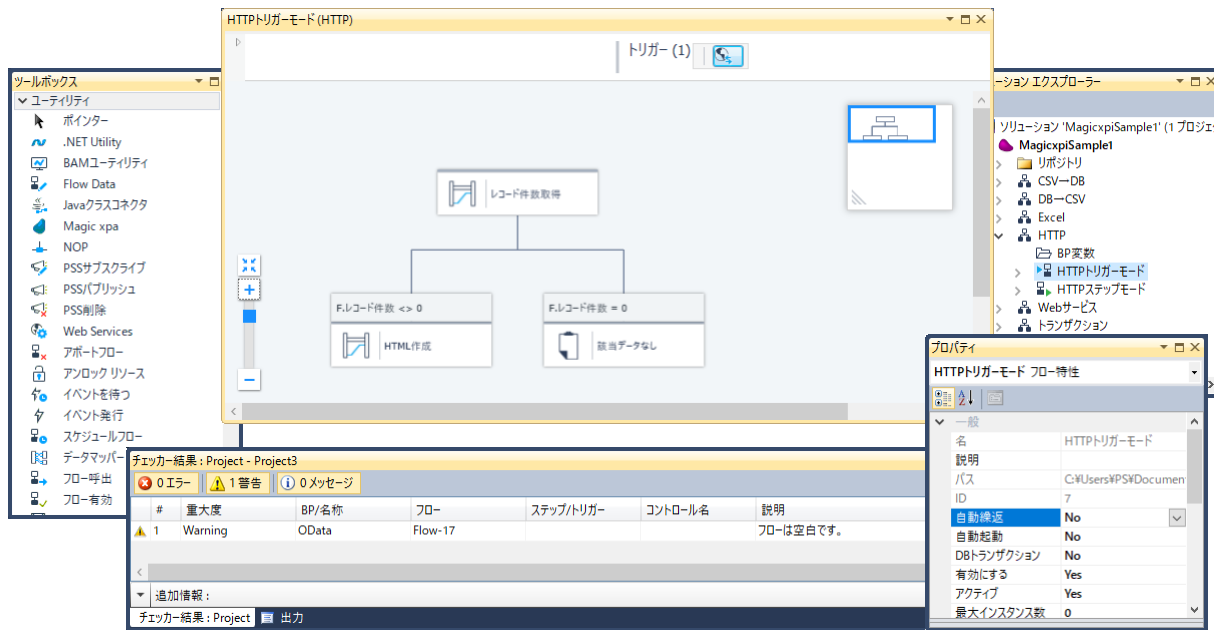 HTTPトリガーモード (HTTP)
トリガー (1)
レコード件数取得
F.レコード件数 <> 0
HTML作成
F.レコード件数 = 0
該当データなし
ツールボックス
ユーティリティ
ポインター
.NET Utility
BAMユーティリティ
Flow Data
Javaクラスコネクタ
Magic xpa
NOP
PSSサブスクライブ
PSSパブリッシュ
PSS削除
Web Services
アボートフロー
アンロック リソース
イベントを待つ
イベント発行
スケジュールフロー
データマッパー
フロー呼出
フロー有効
ーション エクスプローラー
ソリューション 'MagicxpiSample1' (1 プロジェ
MagicxpiSample1
リポジトリ
CSV→DB
DB→CSV
Excel
HTTP
BP変数
HTTPトリガーモード
HTTPステップモード
Webサービス
トランザクション
チェッカー結果 : Project - Project3
0 エラー
1 警告
0 メッセージ
# 重大度 BP/名称 フロー ステップ/トリガー コントロール名 説明
1 Warning OData Flow-17 フローは空白です。
追加情報 :
チェッカー結果 : Project 出力
プロパティ
HTTPトリガーモード フロー特性
一般
名 HTTPトリガーモード
説明
パス C:¥Users¥PS¥Documen
ID 7
自動繰返 No
自動起動 No
DBトランザクション No
有効にする Yes
アクティブ Yes
最大インスタンス数 0